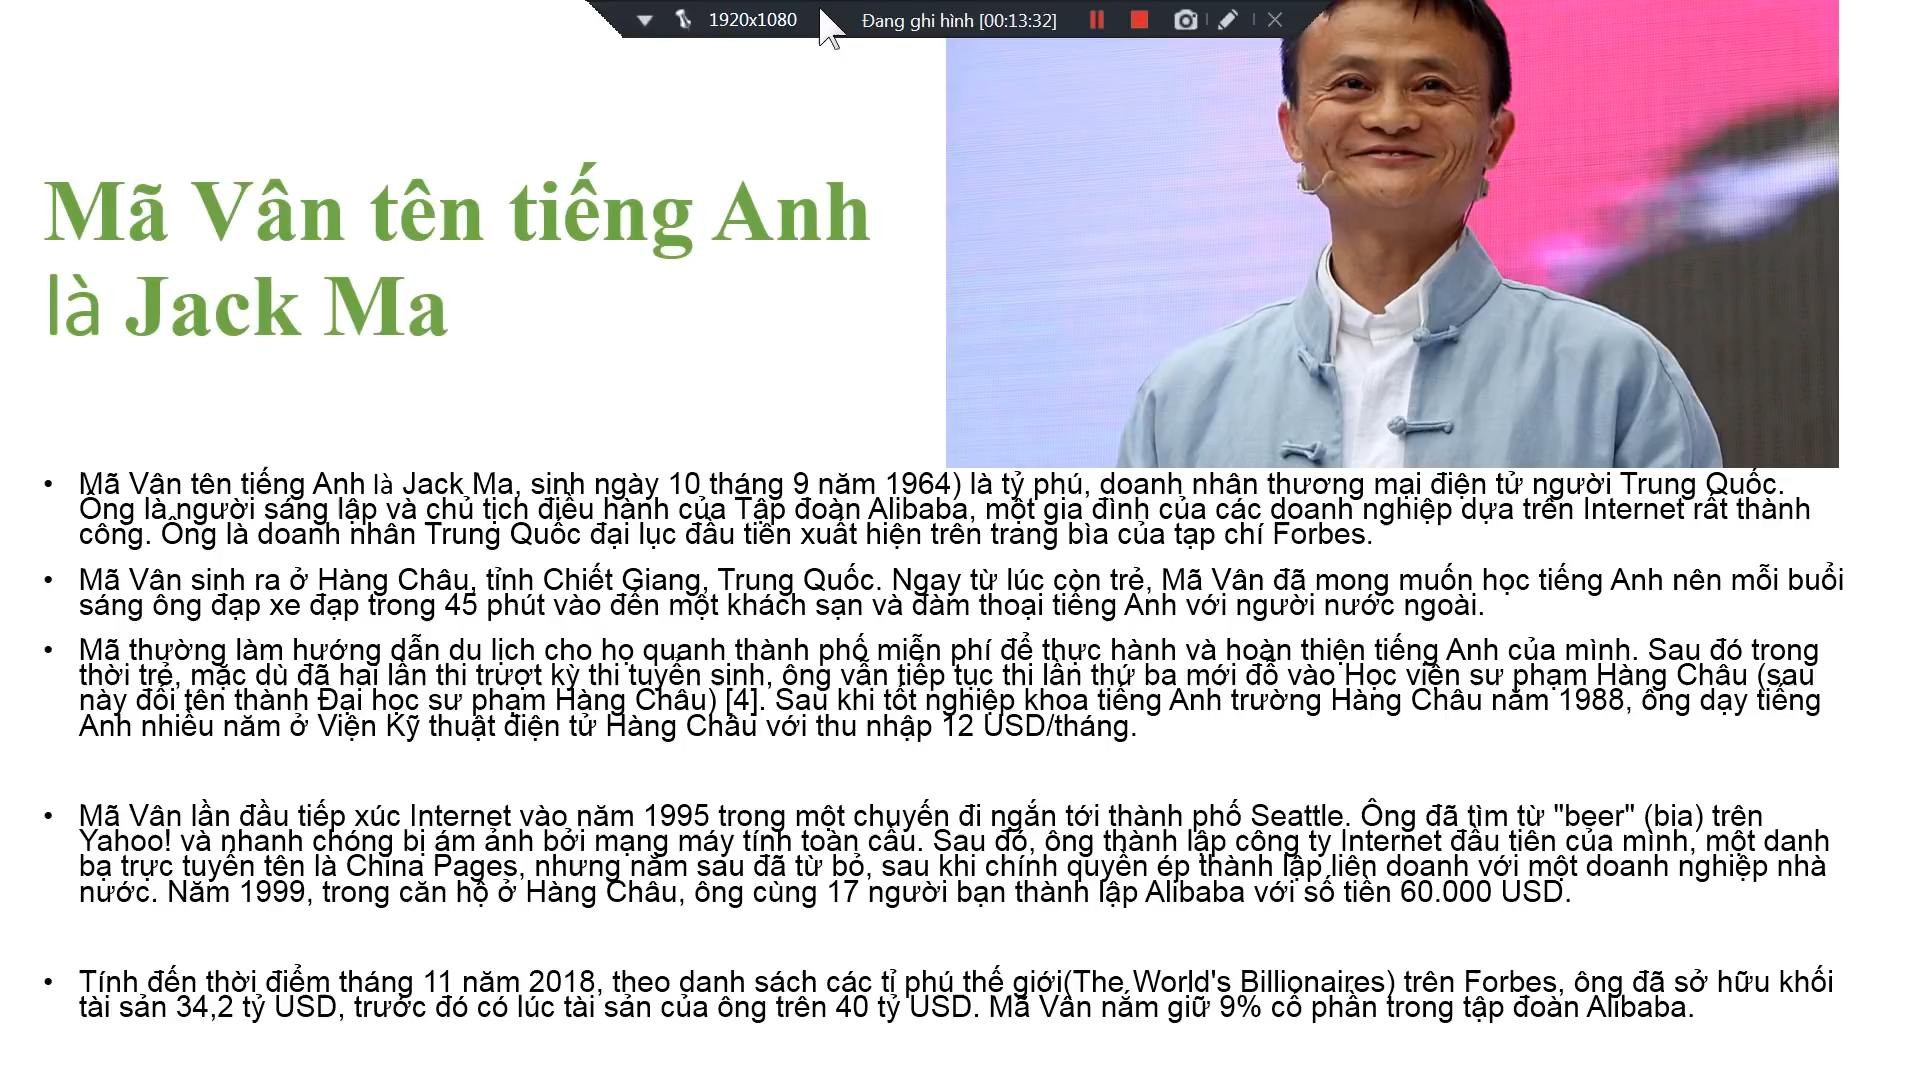 1920x1080 Đang ghi hình [00:13:32]
Mã Vân tên tiếng Anh
là Jack Ma
• Mã Vân tên tiếng Anh là Jack Ma, sinh ngày 10 tháng 9 năm 1964) là tỷ phú, doanh nhân thương mại điện tử người Trung Quốc.
Ông là người sáng lập và chủ tịch điều hành của Tập đoàn Alibaba, một gia đình của các doanh nghiệp dựa trên Internet rất thành
công. Ông là doanh nhân Trung Quốc đại lục đầu tiên xuất hiện trên trang bìa của tạp chí Forbes.
• Mã Vân sinh ra ở Hàng Châu, tỉnh Chiết Giang, Trung Quốc. Ngay từ lúc còn trẻ, Mã Vân đã mong muốn học tiếng Anh nên mỗi buổi
sáng ông đạp xe đạp trong 45 phút vào đến một khách sạn và đàm thoại tiếng Anh với người nước ngoài.
• Mã thường làm hướng dẫn du lịch cho họ quanh thành phố miễn phí để thực hành và hoàn thiện tiếng Anh của mình. Sau đó trong
thời trẻ, mặc dù đã hai lần thi trượt kỳ thi tuyển sinh, ông vẫn tiếp tục thi lần thứ ba mới đỗ vào Học viện sư phạm Hàng Châu (sau
này đổi tên thành Đại học sư phạm Hàng Châu) [4]. Sau khi tốt nghiệp khoa tiếng Anh trường Hàng Châu năm 1988, ông dạy tiếng
Anh nhiều năm ở Viện Kỹ thuật điện tử Hàng Châu với thu nhập 12 USD/tháng.
• Mã Vân lần đầu tiếp xúc Internet vào năm 1995 trong một chuyến đi ngắn tới thành phố Seattle. Ông đã tìm từ "beer" (bia) trên
Yahoo! và nhanh chóng bị ám ảnh bởi mạng máy tính toàn cầu. Sau đó, ông thành lập công ty Internet đầu tiên của mình, một danh
bạ trực tuyến tên là China Pages, nhưng năm sau đã từ bỏ, sau khi chính quyền ép thành lập liên doanh với một doanh nghiệp nhà
nước. Năm 1999, trong căn hộ ở Hàng Châu, ông cùng 17 người bạn thành lập Alibaba với số tiền 60.000 USD.
• Tính đến thời điểm tháng 11 năm 2018, theo danh sách các tỉ phú thế giới(The World's Billionaires) trên Forbes, ông đã sở hữu khối
tài sản 34,2 tỷ USD, trước đó có lúc tài sản của ông trên 40 tỷ USD. Mã Vân nắm giữ 9% cổ phần trong tập đoàn Alibaba.